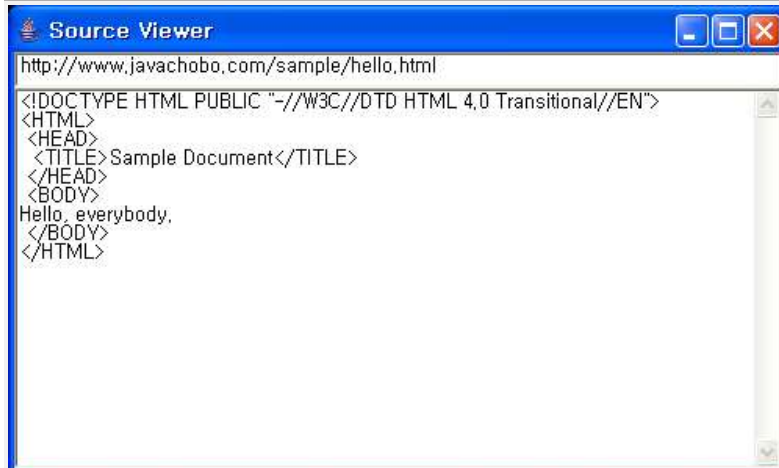 Source Viewer
http://www.javachobo.com/sample/hello.html
<!DOCTYPE HTML PUBLIC "-//W3C//DTD HTML 4.0 Transitional//EN">
<HTML>
<HEAD>
<TITLE>Sample Document</TITLE>
</HEAD>
<BODY>
Hello, everybody.
</BODY>
</HTML>